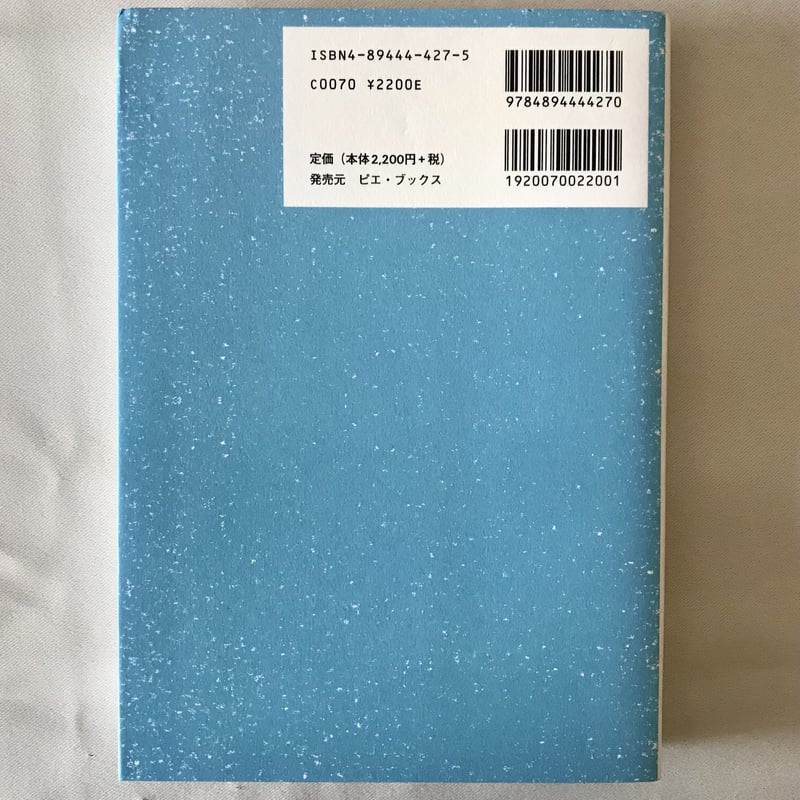 ISBN4-89444-427-5
C0070 ¥2200E
9784894444270
定価（本体2,200円+税）
発売元　ピエ・ブックス
1920070022001